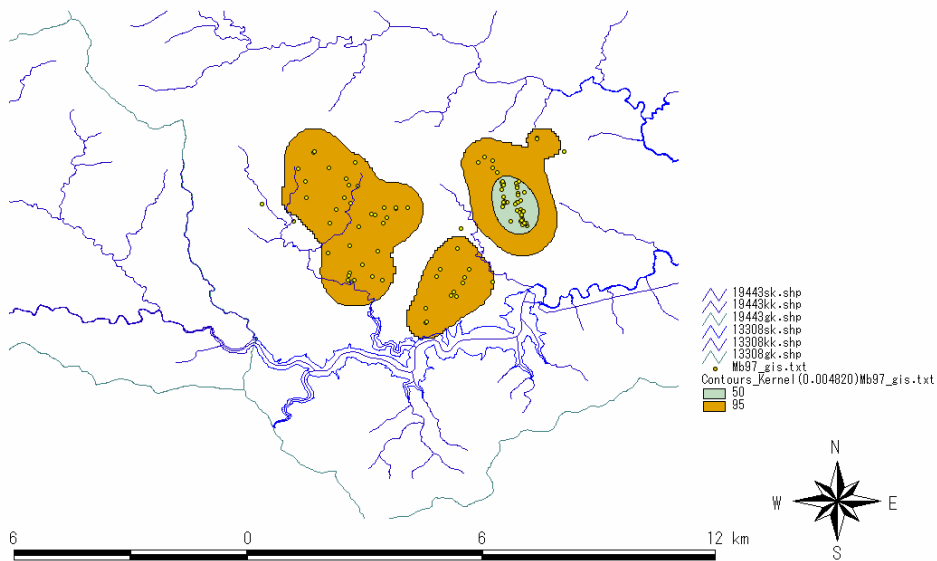 19443sk.shp
19443kk.shp
19443gk.shp
13308sk.shp
13308kk.shp
13308gk.shp
Mb97_gis.txt
Contours_Kernel(0.004820)Mb97_gis.txt
50
95
N
W E
S
6 0 6 12 km